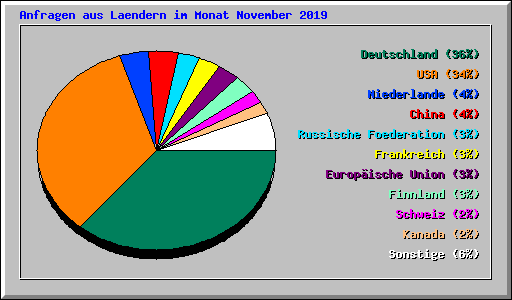 Anfragen aus Laendern im Monat November 2019
Deutschland (36%)
USA (34%)
Niederlande (4%)
China (4%)
Russische Foederation (3%)
Frankreich (3%)
Europäische Union (3%)
Finnland (3%)
Schweiz (2%)
Kanada (2%)
Sonstige (6%)